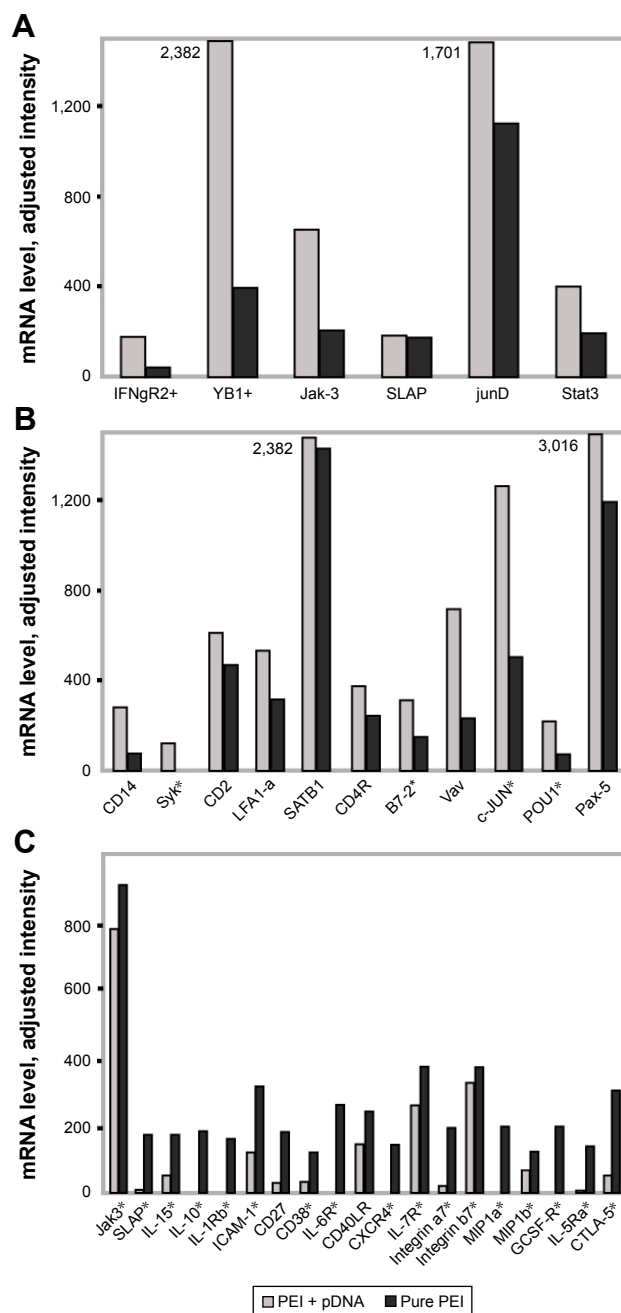 A
mRNA level, adjusted intensity
1,200
800
400
0
2,382
1,701
IFNgR2+ YB1+ Jak-3 SLAP junD Stat3
B
mRNA level, adjusted intensity
1,200
800
400
0
2,382
3,016
CD14 Syk* CD2 LFA1-a SATB1 CD4R B7-2* Vav c-JUN* POU1* Pax-5
C
mRNA level, adjusted intensity
800
600
400
200
0
Jak3* SLAP* IL-15* IL-10* IL-1Rb* ICAM-1* CD27 CD38* IL-6R* CD40LR CXCR4* IL-7R* Integrin a7* Integrin b7* MIP1a* MIP1b* GCSF-R* IL-5Ra* CTLA-5*
PEI + pDNA Pure PEI